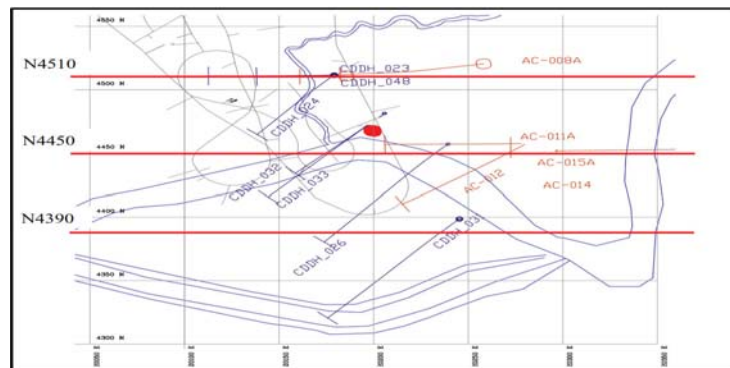 4550 N
N4510
CDDH_023
AC-008A
4500 N
CDDH_048
CDDH_024
AC-011A
N4450
4450 N
AC-015A
CDDH_032
AC-012
AC-014
CDDH_033
N4390
4400 N
CDDH_03
CDDH_026
4350 N
4300 N